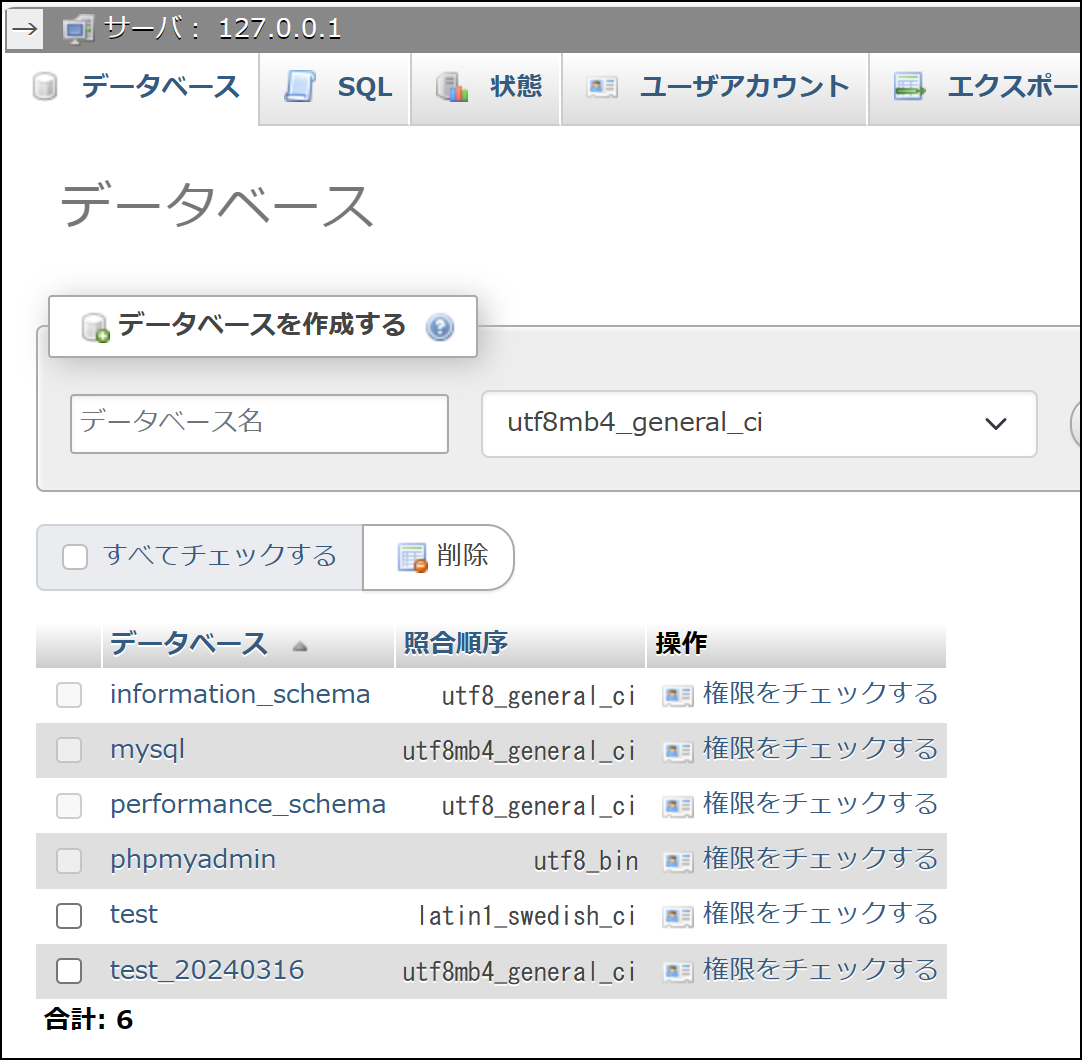 → サーバ: 127.0.0.1
データベース SQL 状態 ユーザアカウント エクスポー
データベース
データベースを作成する
データベース名 utf8mb4_general_ci
すべてチェックする 削除
データベース 照合順序 操作
information_schema utf8_general_ci 権限をチェックする
mysql utf8mb4_general_ci 権限をチェックする
performance_schema utf8_general_ci 権限をチェックする
phpmyadmin utf8_bin 権限をチェックする
test latin1_swedish_ci 権限をチェックする
test_20240316 utf8mb4_general_ci 権限をチェックする
合計: 6